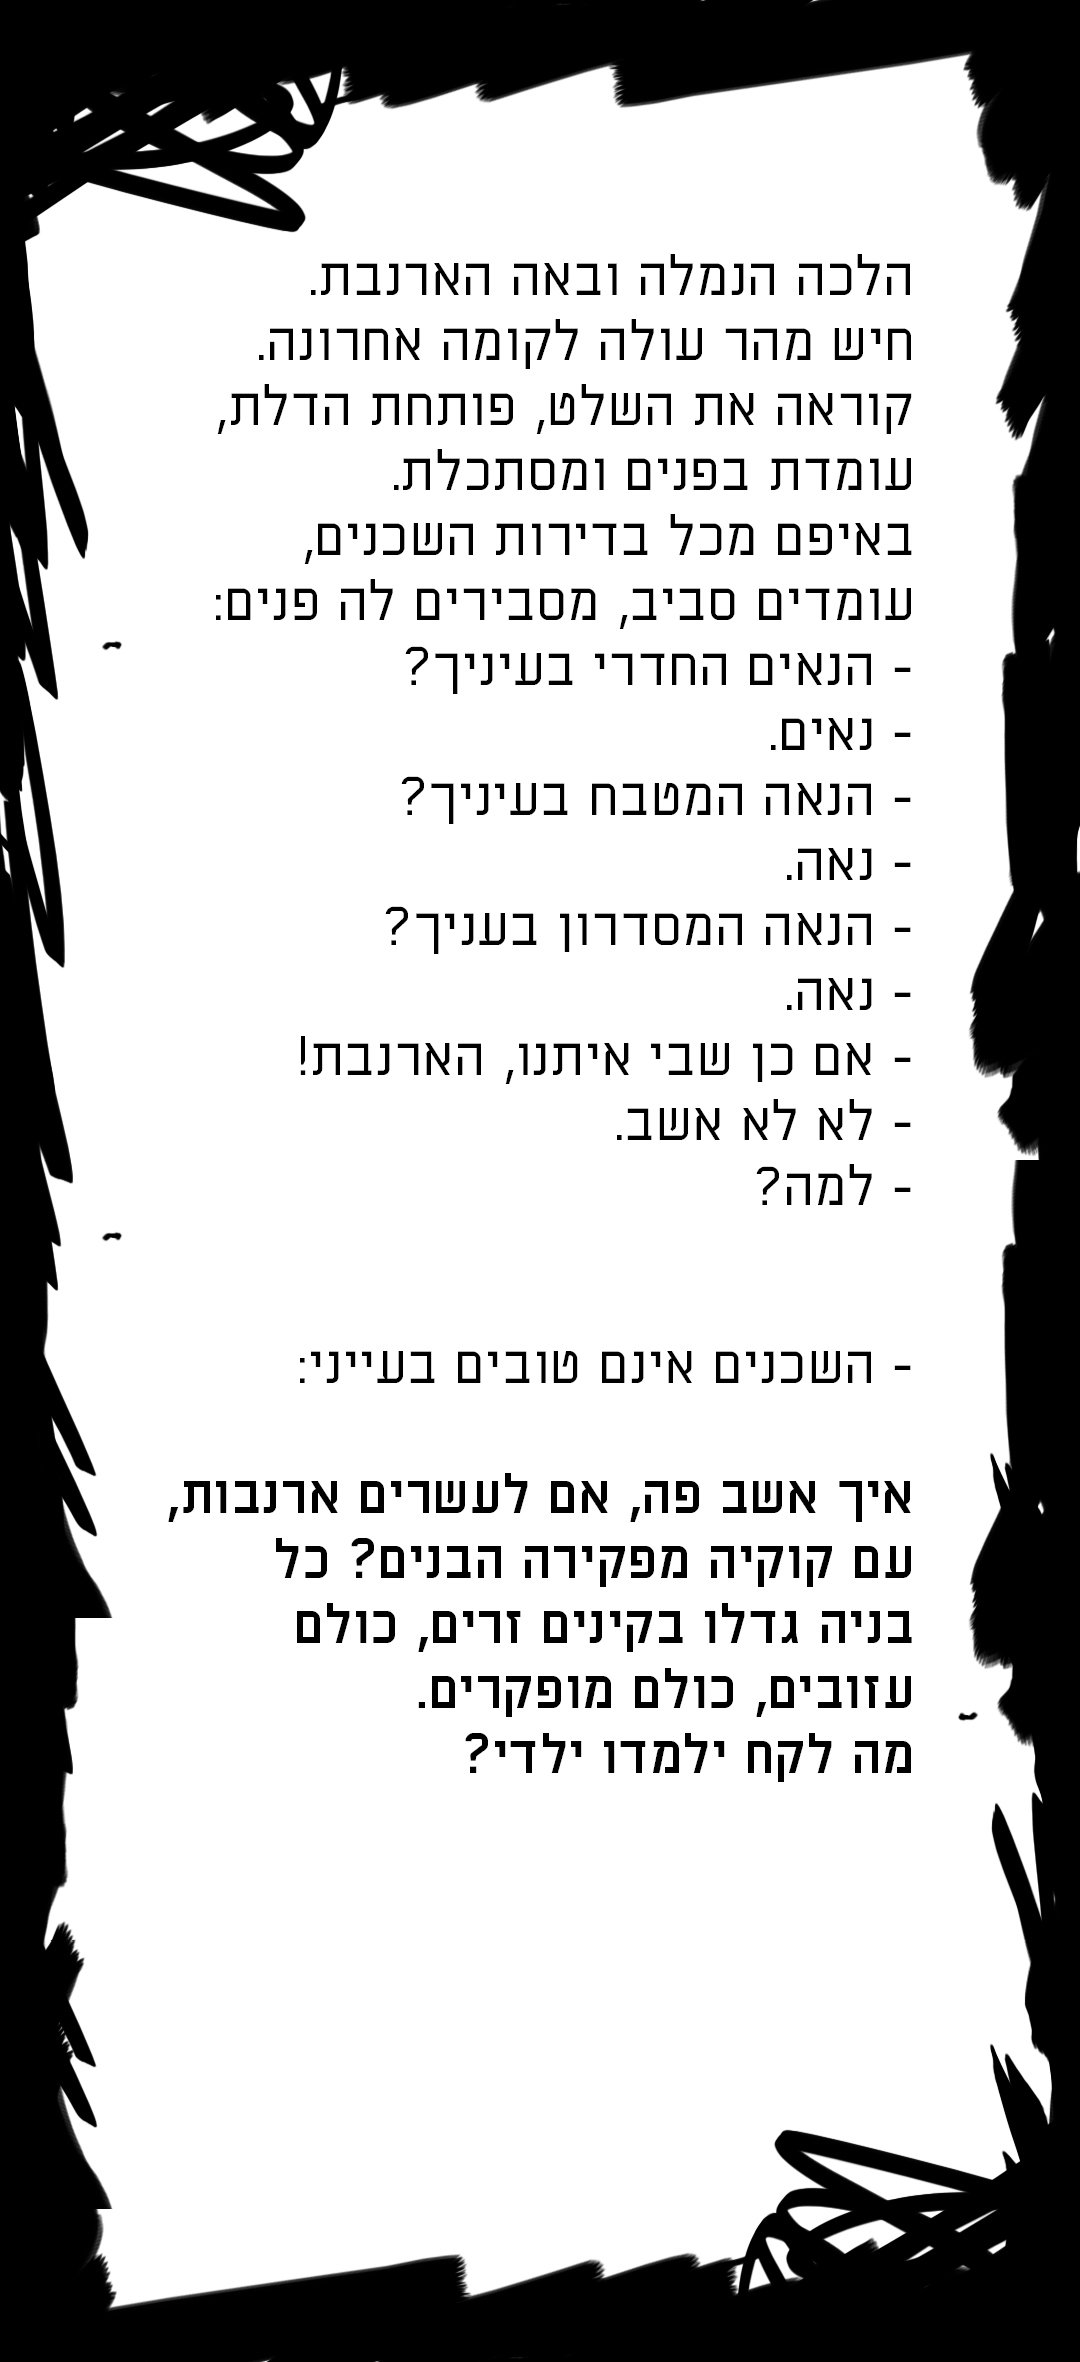 הלכה הנמלה ובאה הארנבת.
חיש מהר עולה לקומה אחרונה.
קוראה את השלט, פותחת הדלת,
עומדת בפנים ומסתכלת.
באיפם מכל בדירות השכנים,
עומדים סביב, מסבירים לה פנים:
- הנאים החדרי בעיניך?
- נאים.
- הנאה המטבח בעיניך?
- נאה.
- הנאה המסדרון בעניך?
- נאה.
- אם כן שבי איתנו, הארנבת!
- לא לא אשב.
- למה?
- השכנים אינם טובים בעייני:
איך אשב פה, אם לעשרים ארנבות,
עם קוקיה מפקירה הבנים? כל
בניה גדלו בקינים זרים, כולם
עזובים, כולם מופקרים.
מה לקח ילמדו ילדי?